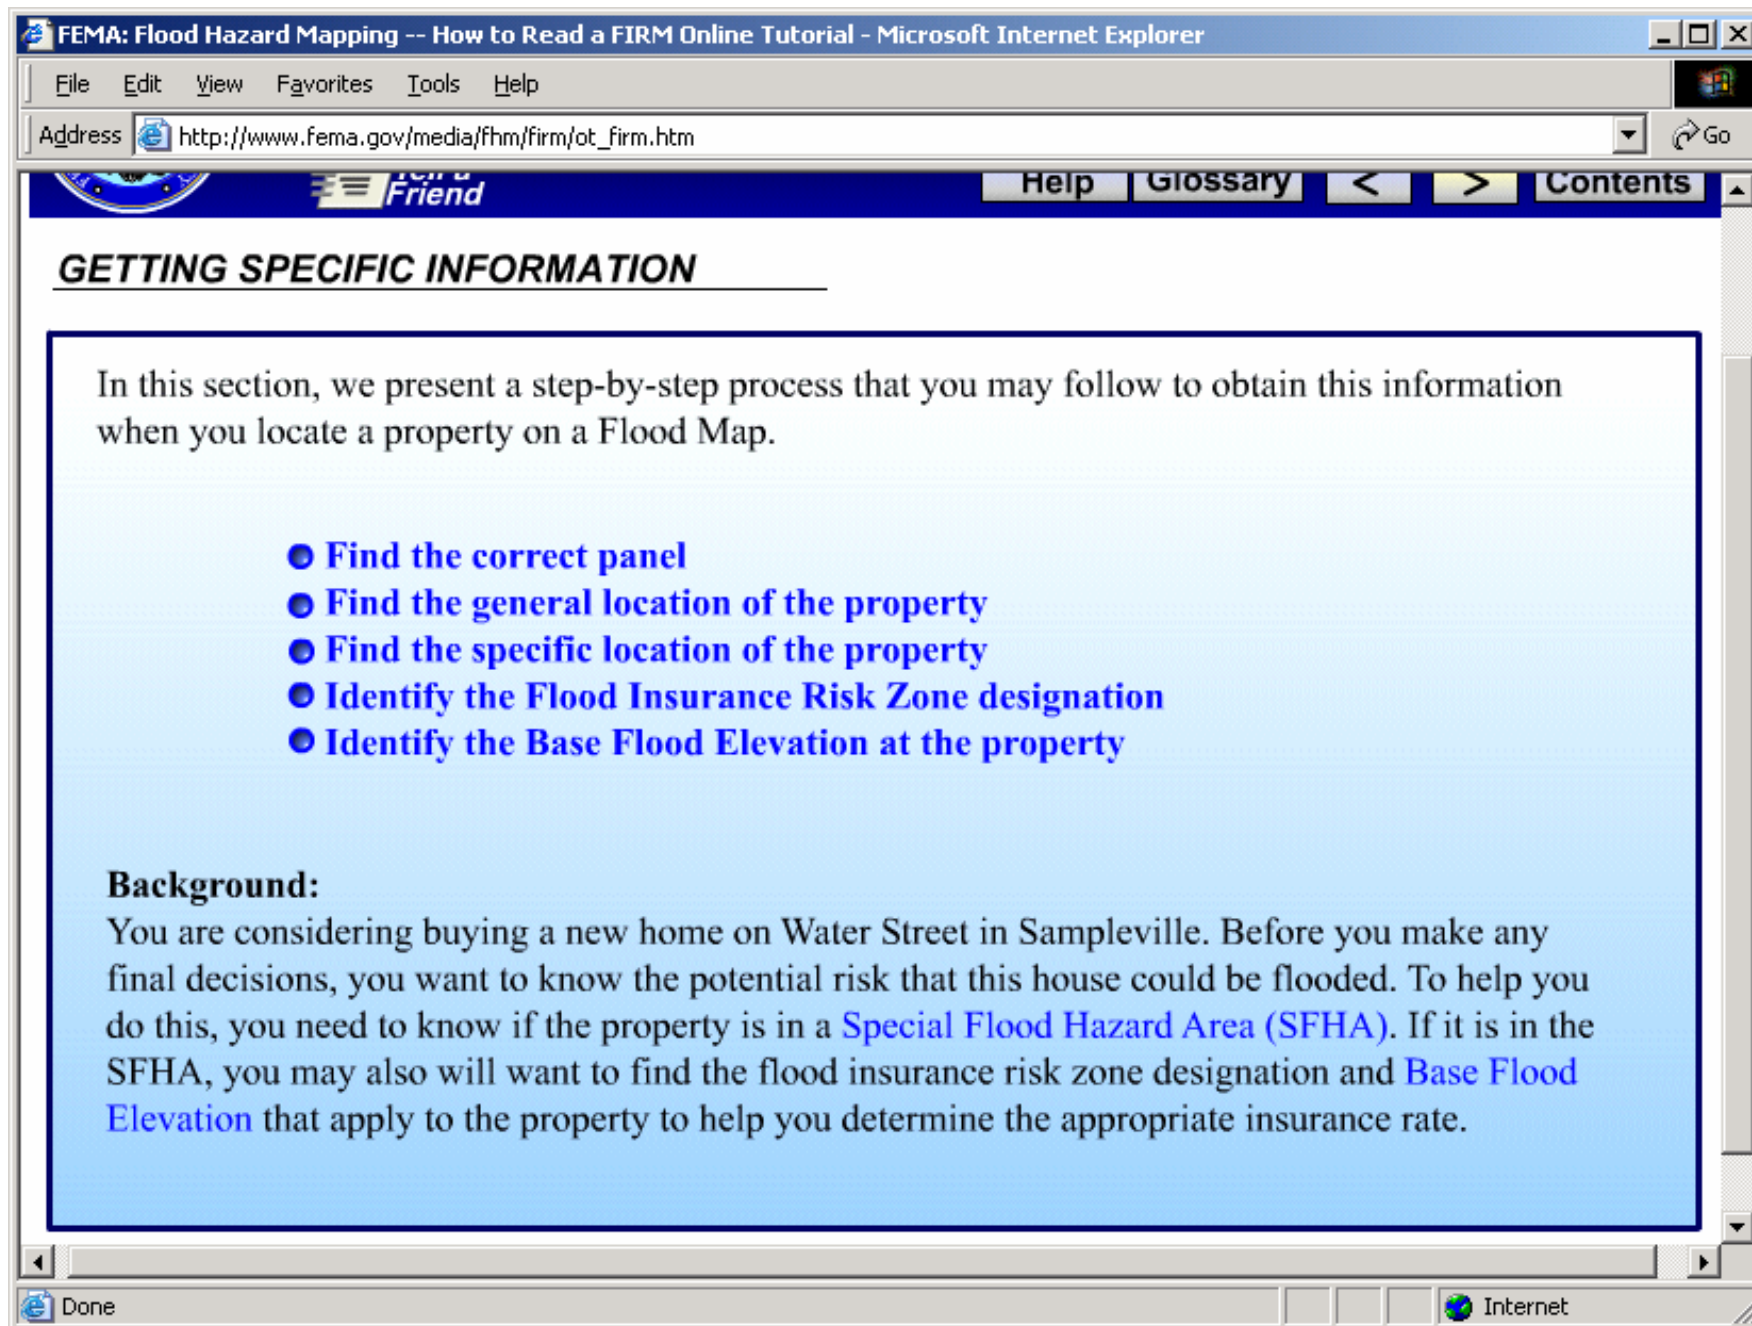 FEMA: Flood Hazard Mapping -- How to Read a FIRM Online Tutorial - Microsoft Internet Explorer
File Edit View Favorites Tools Help
Address http://www.fema.gov/media/fhm/firm/ot_firm.htm Go
Tell a
Friend
Help Glossary < > Contents
GETTING SPECIFIC INFORMATION
In this section, we present a step-by-step process that you may follow to obtain this information
when you locate a property on a Flood Map.
Find the correct panel
Find the general location of the property
Find the specific location of the property
Identify the Flood Insurance Risk Zone designation
Identify the Base Flood Elevation at the property
Background:
You are considering buying a new home on Water Street in Sampleville. Before you make any
final decisions, you want to know the potential risk that this house could be flooded. To help you
do this, you need to know if the property is in a Special Flood Hazard Area (SFHA). If it is in the
SFHA, you may also will want to find the flood insurance risk zone designation and Base Flood
Elevation that apply to the property to help you determine the appropriate insurance rate.
Done Internet